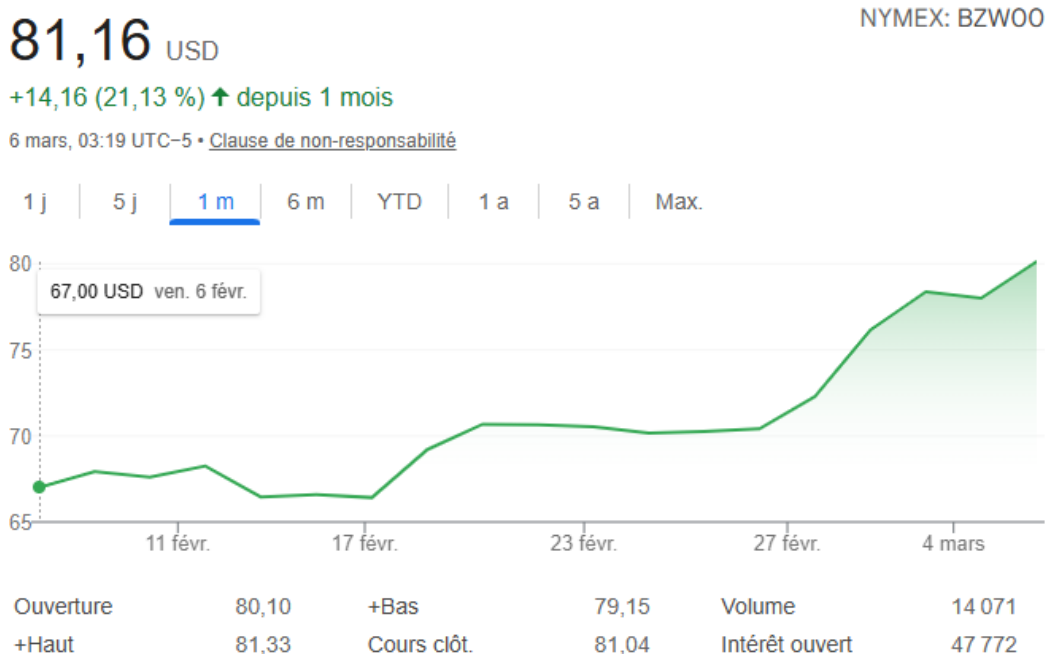 NYMEX: BZW00
81,16 USD
+14,16 (21,13 %) ↑ depuis 1 mois
6 mars, 03:19 UTC−5 • Clause de non-responsabilité
1 j 5 j 1 m 6 m YTD 1 a 5 a Max.
80
67,00 USD ven. 6 févr.
75
70
65
11 févr. 17 févr. 23 févr. 27 févr. 4 mars
Ouverture 80,10 +Bas 79,15 Volume 14 071
+Haut 81,33 Cours clôt. 81,04 Intérêt ouvert 47 772